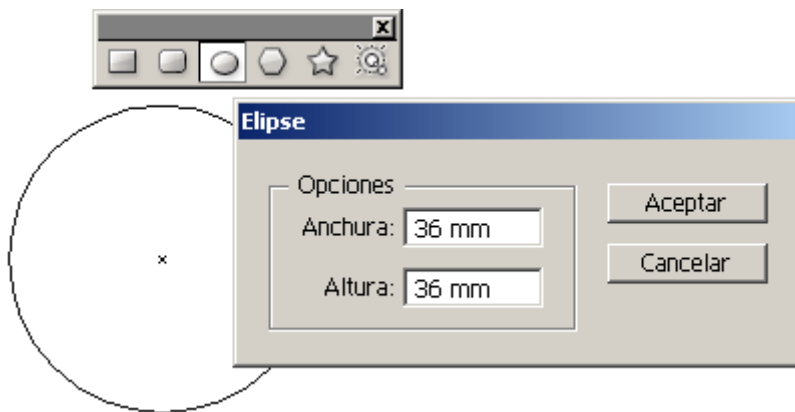 Elipse
Opciones
Anchura: 36 mm
Altura: 36 mm
Aceptar
Cancelar